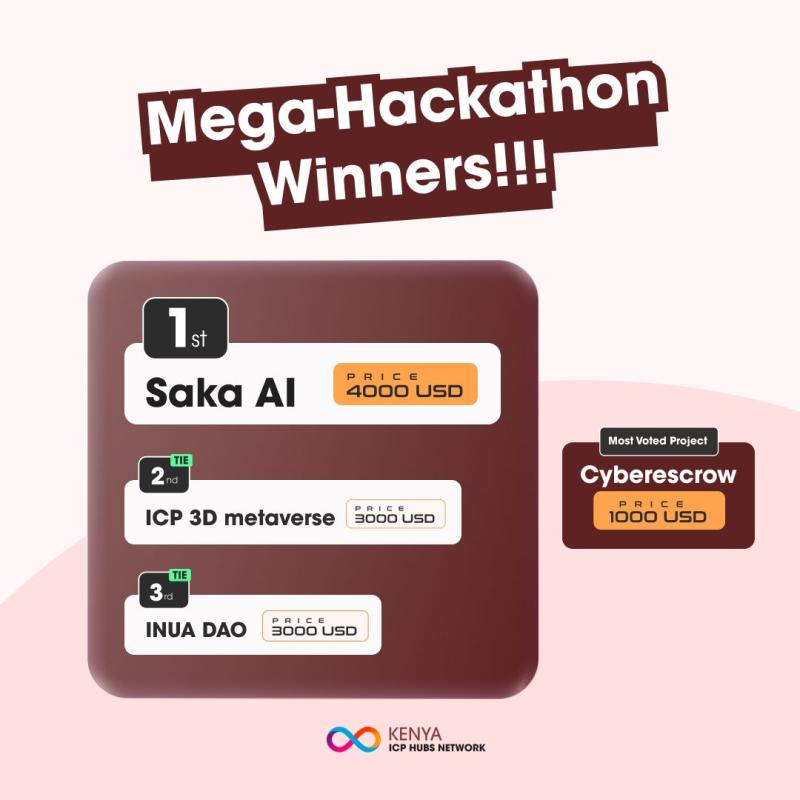 Mega-Hackathon
Winners!!!
1st
Saka AI
PRICE
4000 USD
TIE
2nd
ICP 3D metaverse
PRICE
3000 USD
TIE
3rd
INUA DAO
PRICE
3000 USD
Most Voted Project
Cyberescrow
PRICE
1000 USD
KENYA
ICP HUBS NETWORK